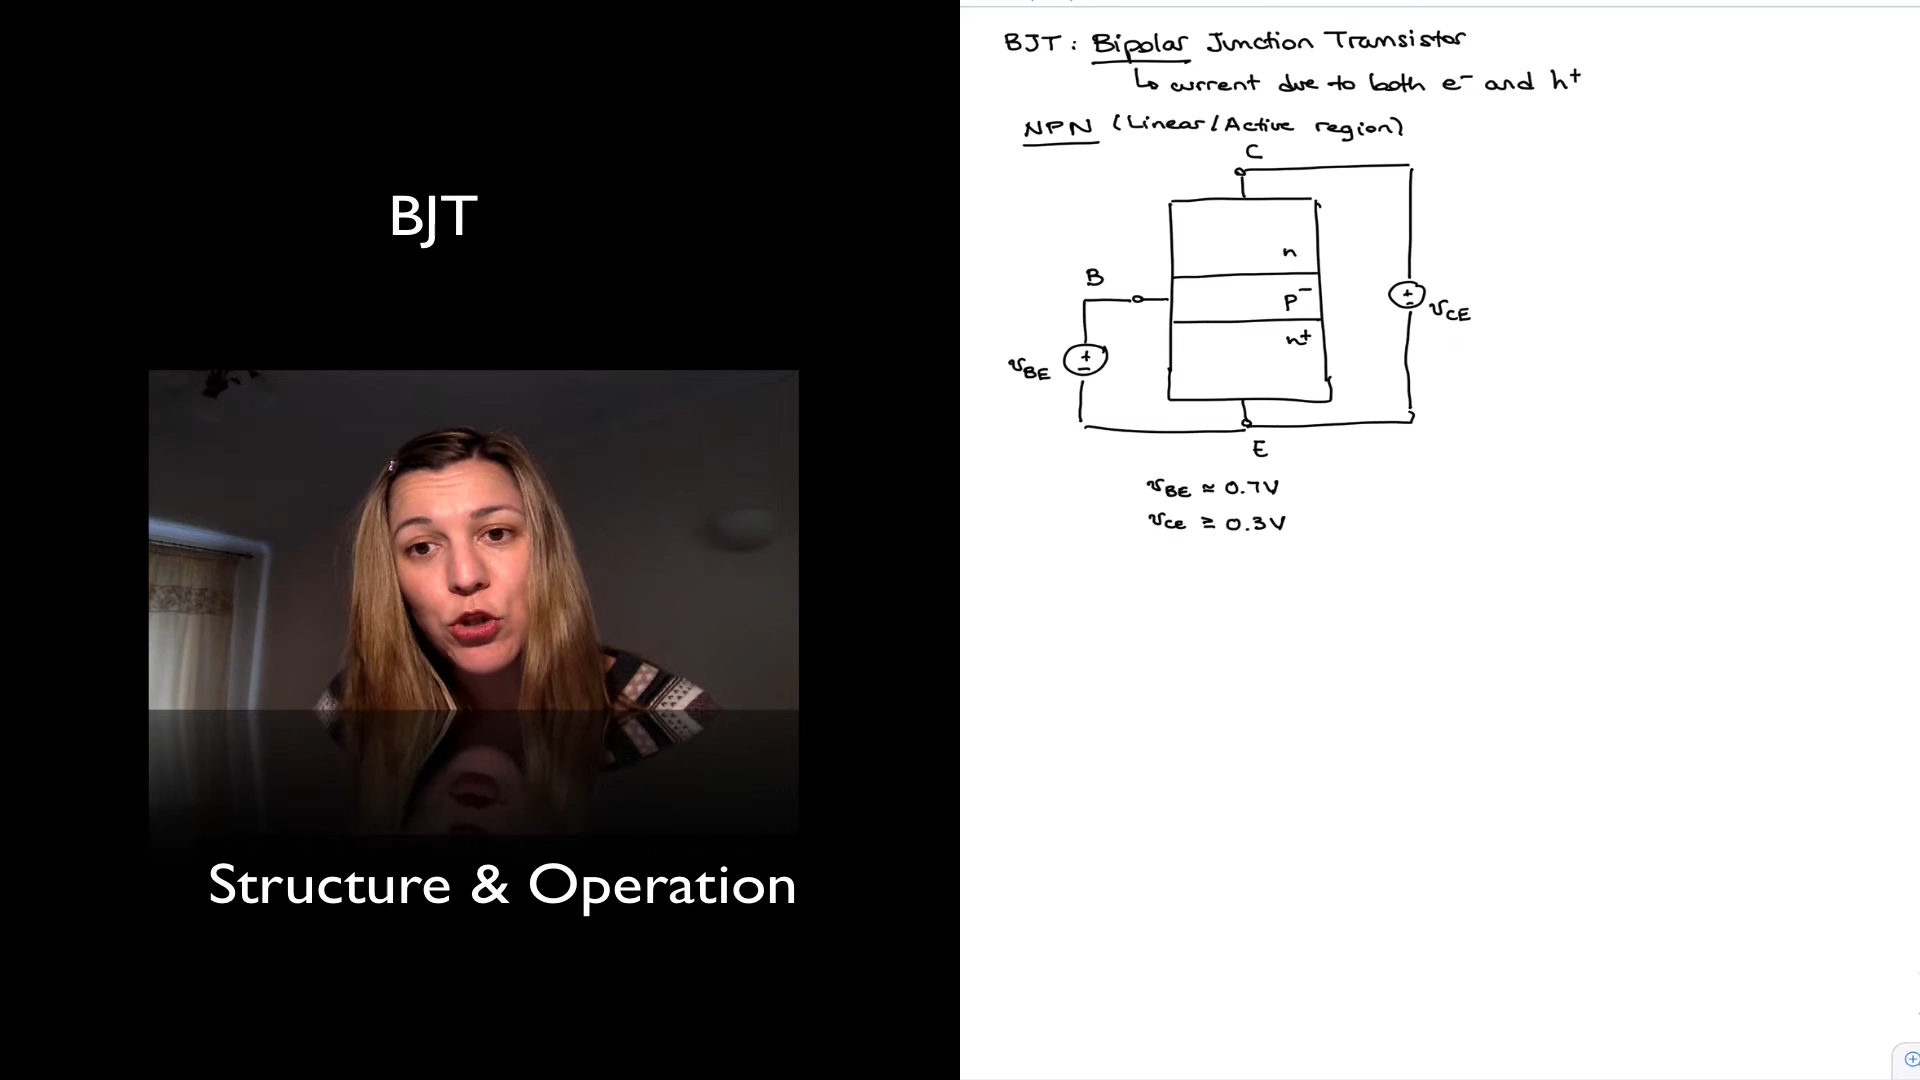 BJT
Structure & Operation
BJT: Bipolar Junction Transistor
↳ current due to both e⁻ and h⁺
NPN (Linear/Active region)
C
n
B
p⁻
+
-
vCE
n⁺
+
-
vBE
E
vBE ≈ 0.7V
vce ≥ 0.3V